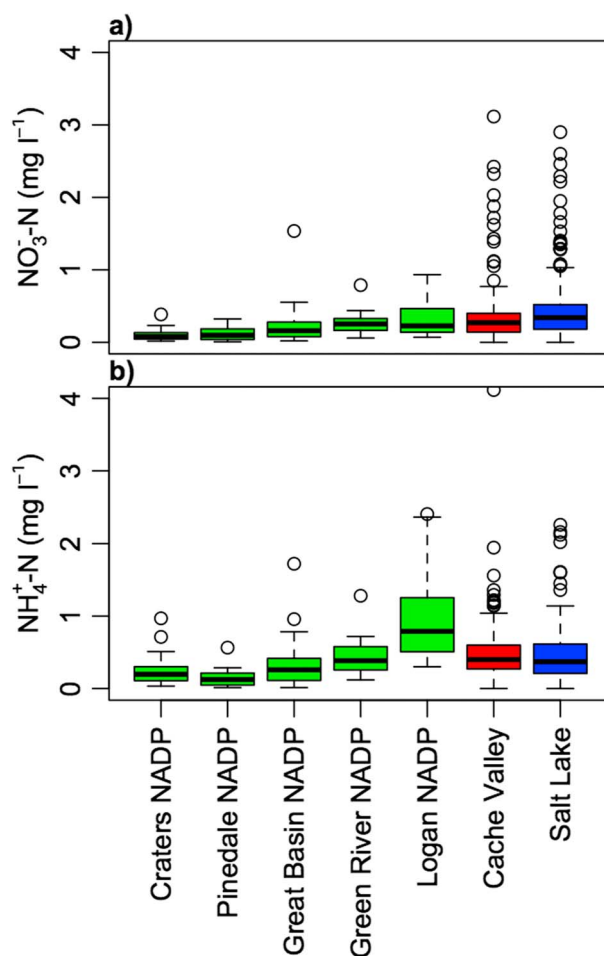 a)
4
3
2
1
0
NO₃⁻-N (mg l⁻¹)
b)
4
3
2
1
0
NH₄⁺-N (mg l⁻¹)
Craters NADP
Pinedale NADP
Great Basin NADP
Green River NADP
Logan NADP
Cache Valley
Salt Lake